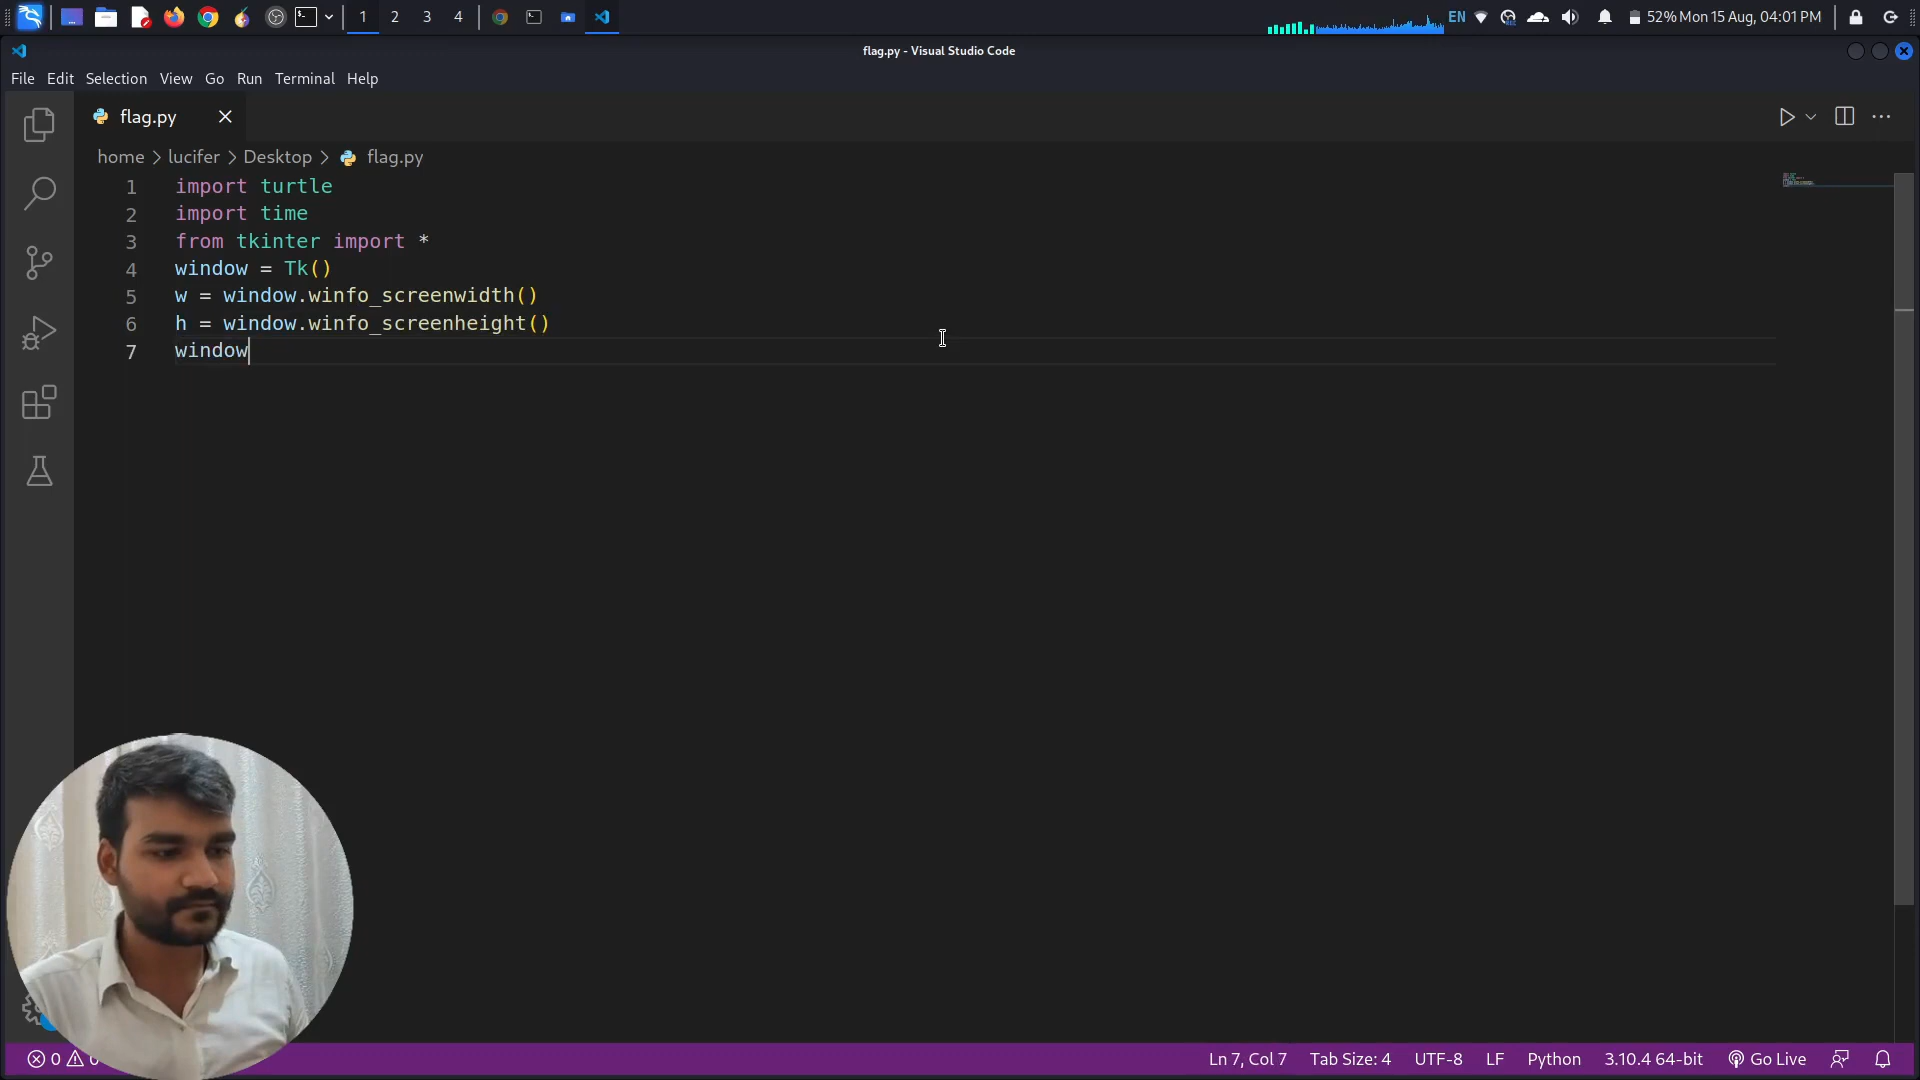 1 2 3 4 EN 52% Mon 15 Aug, 04:01 PM
flag.py - Visual Studio Code
File Edit Selection View Go Run Terminal Help
flag.py
home > lucifer > Desktop > flag.py
1 import turtle
2 import time
3 from tkinter import *
4 window = Tk()
5 w = window.winfo_screenwidth()
6 h = window.winfo_screenheight()
7 window
0 0 Ln 7, Col 7 Tab Size: 4 UTF-8 LF Python 3.10.4 64-bit Go Live